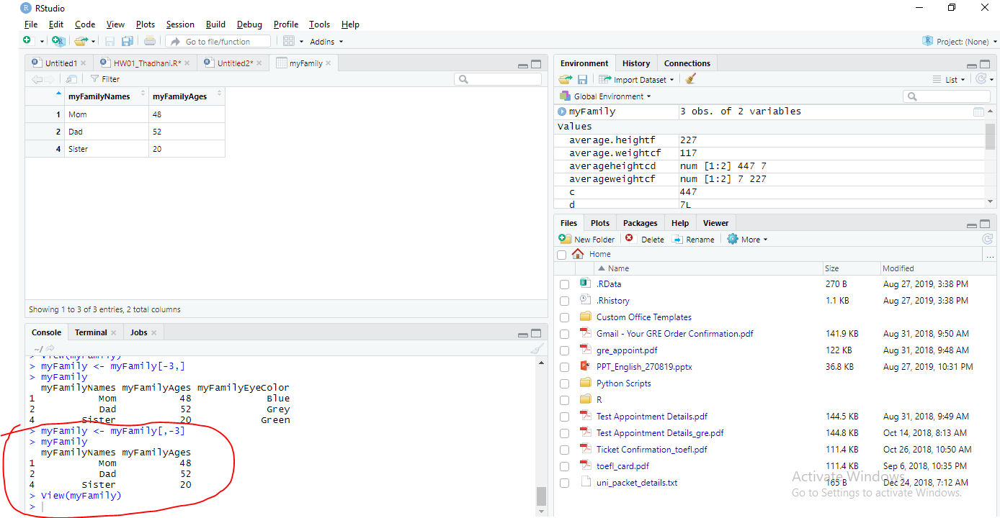 RStudio
File Edit Code View Plots Session Build Debug Profile Tools Help
Go to file/function Addins Project: (None)
Untitled1 HW01_Thadhani.R* Untitled2* myFamily
Filter
myFamilyNames myFamilyAges
1 Mom 48
2 Dad 52
4 Sister 20
Showing 1 to 3 of 3 entries, 2 total columns
Console Terminal Jobs
~/
> View(myFamily)
> myFamily <- myFamily[-3,]
> myFamily
myFamilyNames myFamilyAges myFamilyEyeColor
1 Mom 48 Blue
2 Dad 52 Grey
4 Sister 20 Green
> myFamily <- myFamily[,-3]
> myFamily
myFamilyNames myFamilyAges
1 Mom 48
2 Dad 52
4 Sister 20
> View(myFamily)
>
Environment History Connections
Import Dataset List
Global Environment
myFamily 3 obs. of 2 variables
values
average.heightf 227
average.weightcf 117
averageheightcd num [1:2] 447 7
averageweightcf num [1:2] 7 227
c 447
d 7L
Files Plots Packages Help Viewer
New Folder Delete Rename More
Home ...
Name Size Modified
.RData 270 B Aug 27, 2019, 3:38 PM
.Rhistory 1.1 KB Aug 27, 2019, 3:38 PM
Custom Office Templates
Gmail - Your GRE Order Confirmation.pdf 141.9 KB Aug 31, 2018, 9:50 AM
gre_appoint.pdf 122 KB Aug 31, 2018, 9:48 AM
PPT_English_270819.pptx 36.8 KB Aug 27, 2019, 10:31 PM
Python Scripts
R
Test Appointment Details.pdf 144.5 KB Aug 31, 2018, 9:49 AM
Test Appointment Details_gre.pdf 144.8 KB Oct 14, 2018, 8:13 AM
Ticket Confirmation_toefl.pdf 111.4 KB Oct 26, 2018, 10:50 AM
toefl_card.pdf 111.4 KB Sep 6, 2018, 10:35 PM
uni_packet_details.txt 165 B Dec 24, 2018, 7:12 AM
Activate Windows
Go to Settings to activate Windows.